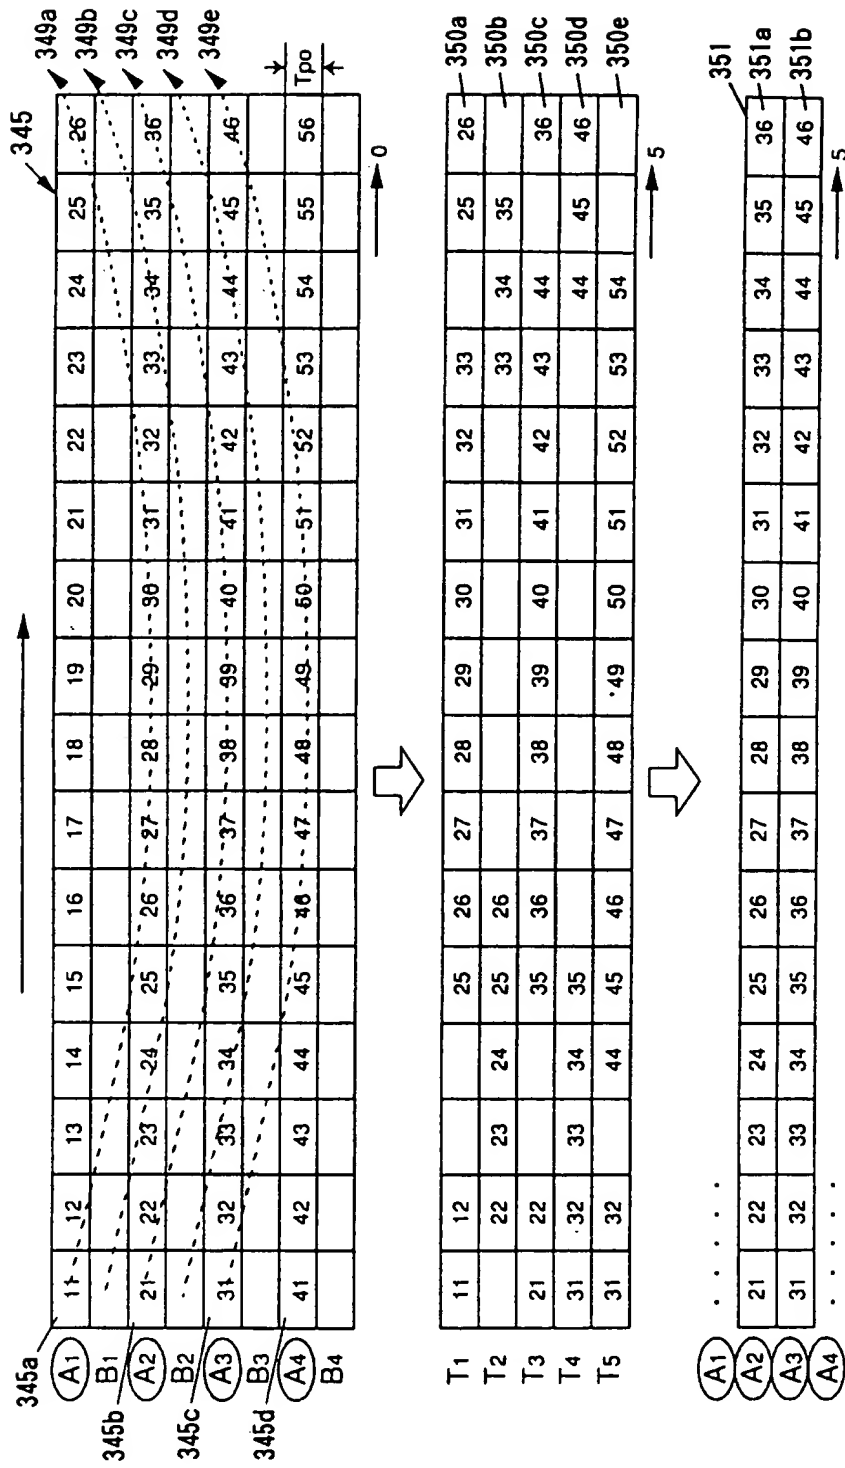 345
345a A1 11 12 13 14 15 16 17 18 19 20 21 22 23 24 25 26 349a
B1 349b
345b A2 21 22 23 24 25 26 27 28 29 30 31 32 33 34 35 36 349c
B2 349d
345c A3 31 32 33 34 35 36 37 38 39 40 41 42 43 44 45 46 349e
B3
345d A4 41 42 43 44 45 46 47 48 49 50 51 52 53 54 55 56 Tpo
B4
0
T1 11 12 25 26 27 28 29 30 31 32 33 25 26 350a
T2 22 23 24 25 26 33 34 35 350b
T3 21 22 35 36 37 38 39 40 41 42 43 44 36 350c
T4 31 32 33 34 35 44 45 46 350d
T5 31 32 44 45 46 47 48 49 50 51 52 53 54 350e
5
A1 . . . . . 351
A2 21 22 23 24 25 26 27 28 29 30 31 32 33 34 35 36 351a
A3 31 32 33 34 35 36 37 38 39 40 41 42 43 44 45 46 351b
A4 . . . . .
5